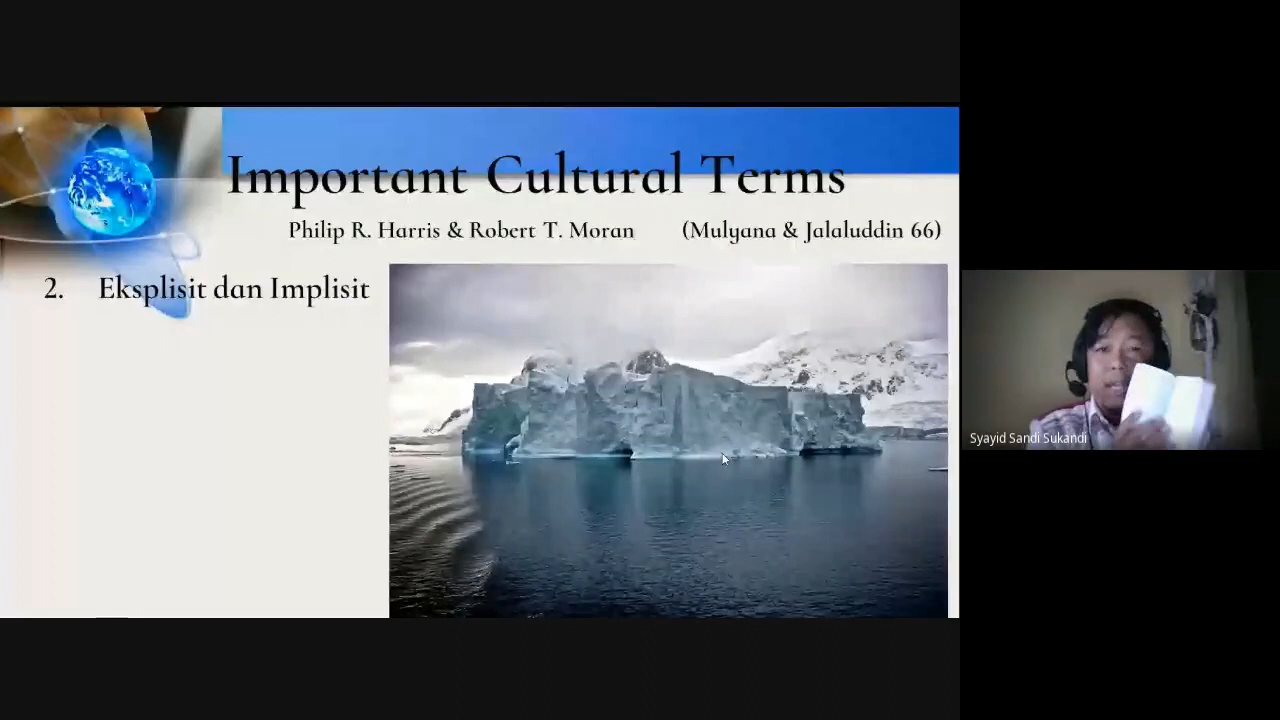 Important Cultural Terms
Philip R. Harris & Robert T. Moran (Mulyana & Jalaluddin 66)
2. Eksplisit dan Implisit
Syayid Sandi Sukandi